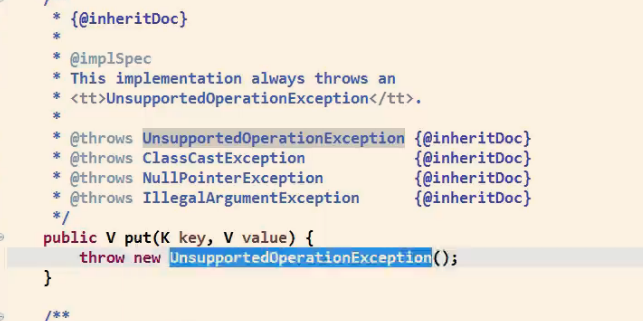 /
* {@inheritDoc}
*
* @implSpec
* This implementation always throws an
* <tt>UnsupportedOperationException</tt>.
*
* @throws UnsupportedOperationException {@inheritDoc}
* @throws ClassCastException {@inheritDoc}
* @throws NullPointerException {@inheritDoc}
* @throws IllegalArgumentException {@inheritDoc}
*/
public V put(K key, V value) {
throw new UnsupportedOperationException();
}
/**